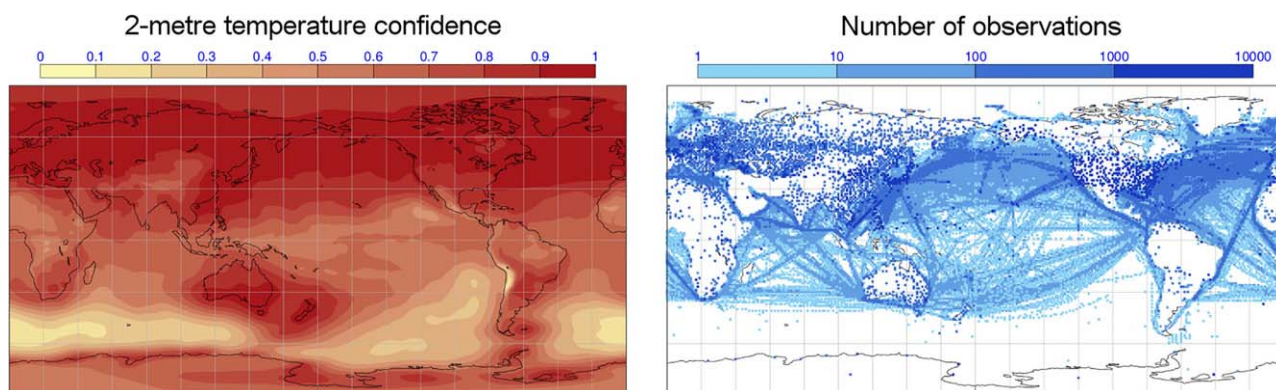 2-metre temperature confidence
0 0.1 0.2 0.3 0.4 0.5 0.6 0.7 0.8 0.9 1
Number of observations
1 10 100 1000 10000